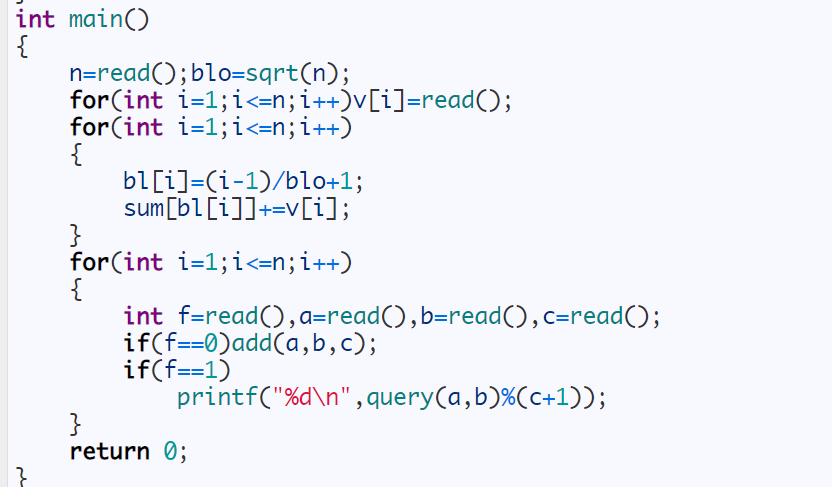 int main()
{
    n=read();blo=sqrt(n);
    for(int i=1;i<=n;i++)v[i]=read();
    for(int i=1;i<=n;i++)
    {
        bl[i]=(i-1)/blo+1;
        sum[bl[i]]+=v[i];
    }
    for(int i=1;i<=n;i++)
    {
        int f=read(),a=read(),b=read(),c=read();
        if(f==0)add(a,b,c);
        if(f==1)
            printf("%d\n",query(a,b)%(c+1));
    }
    return 0;
}